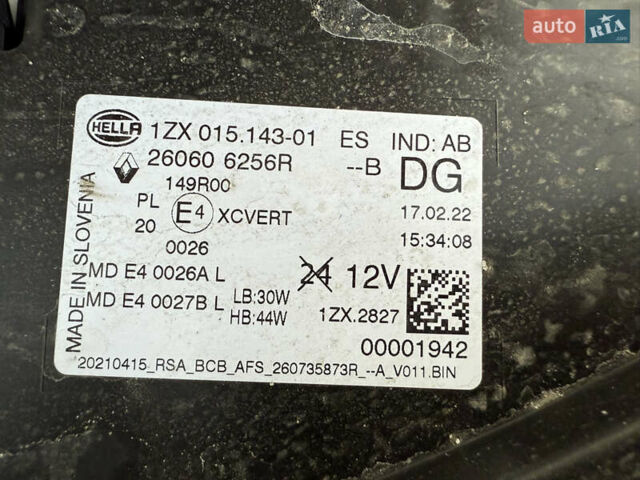 auto RIA.com
HELLA 1ZX 015.143-01 ES IND: AB
26060 6256R --B DG
149R00
PL E4 XCVERT 17.02.22
20
0026 15:34:08
MADE IN SLOVENIA
MD E4 0026A L 24 12V
MD E4 0027B L LB:30W
HB:44W 1ZX.2827
00001942
20210415_RSA_BCB_AFS_260735873R_--A_V011.BIN